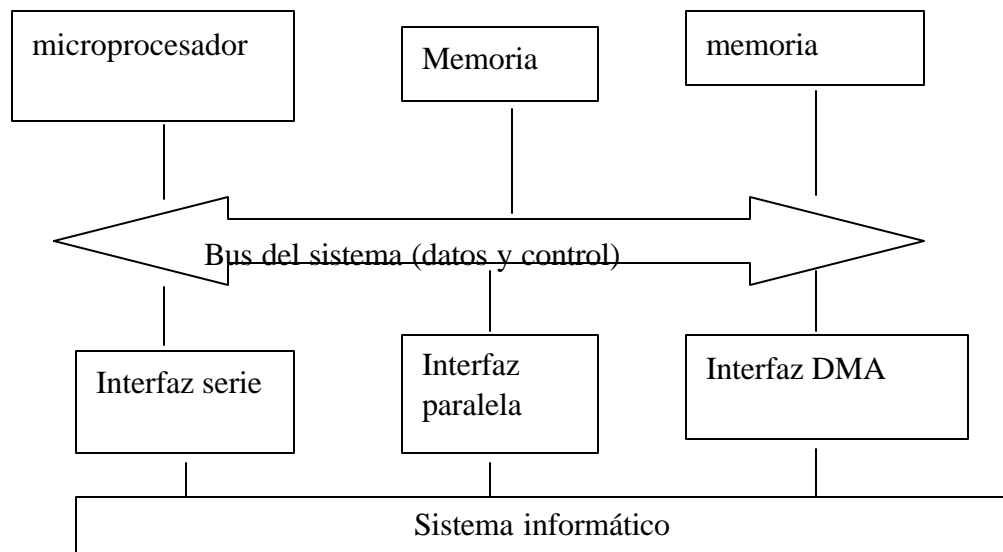 microprocesador
Memoria
memoria
Bus del sistema (datos y control)
Interfaz serie
Interfaz
paralela
Interfaz DMA
Sistema informático